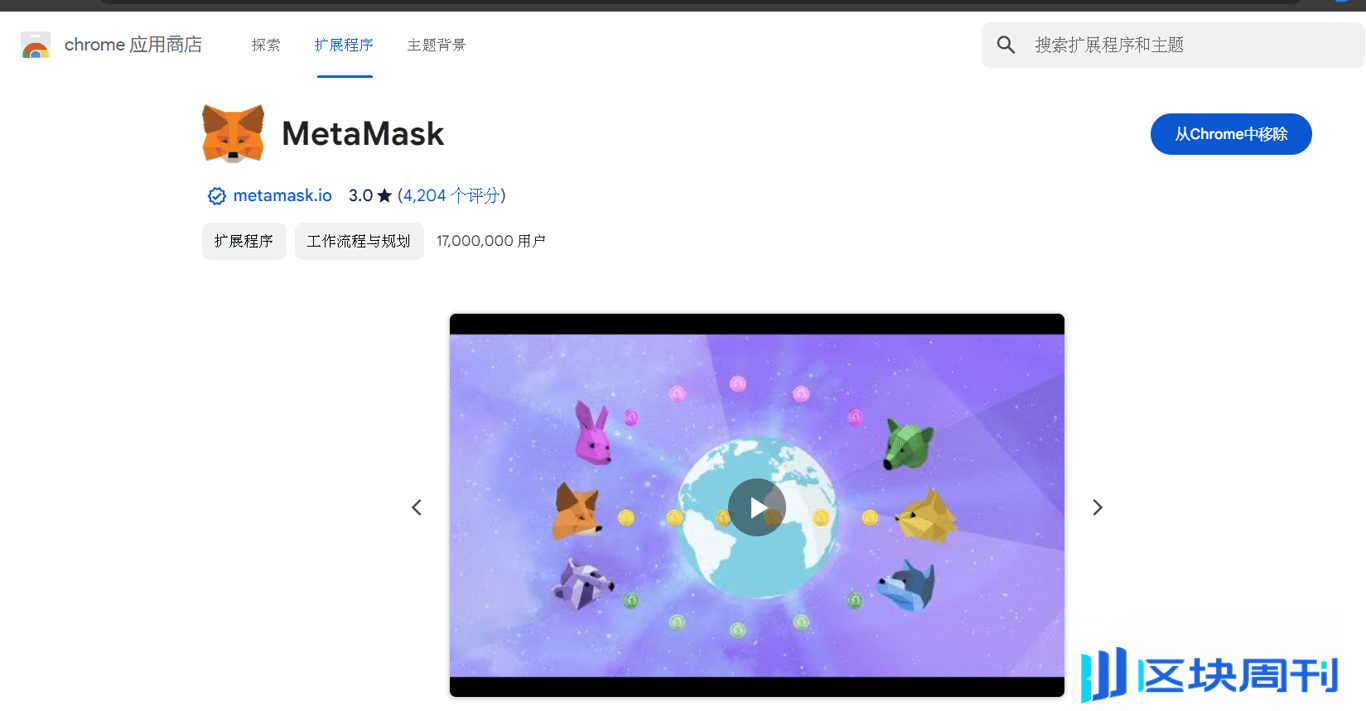 chrome 应用商店
探索
扩展程序
主题背景
搜索扩展程序和主题
MetaMask
从Chrome中移除
metamask.io
3.0 ★ (4,204 个评分)
扩展程序
工作流程与规划
17,000,000 用户
区块周刊